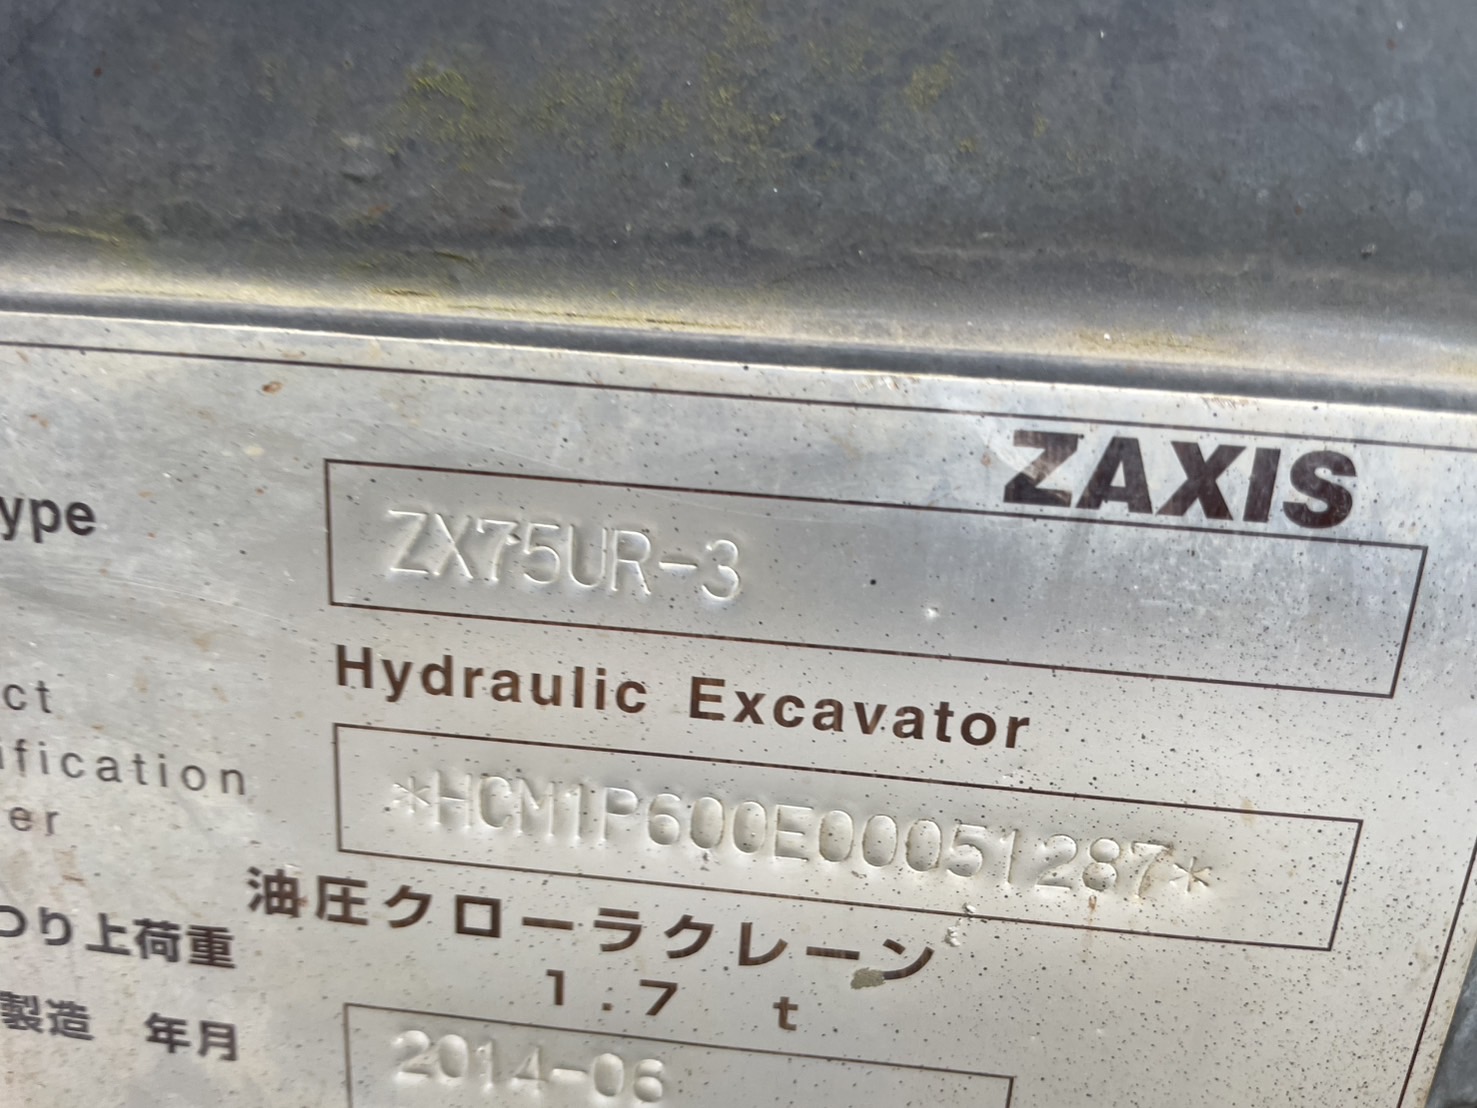 ZAXIS
ype
ZX75UR-3
Hydraulic Excavator
ct
ification
er
*HCM1P600E00051287*
油圧クローラクレーン
つり上荷重
1.7 t
製造 年月
2014-06